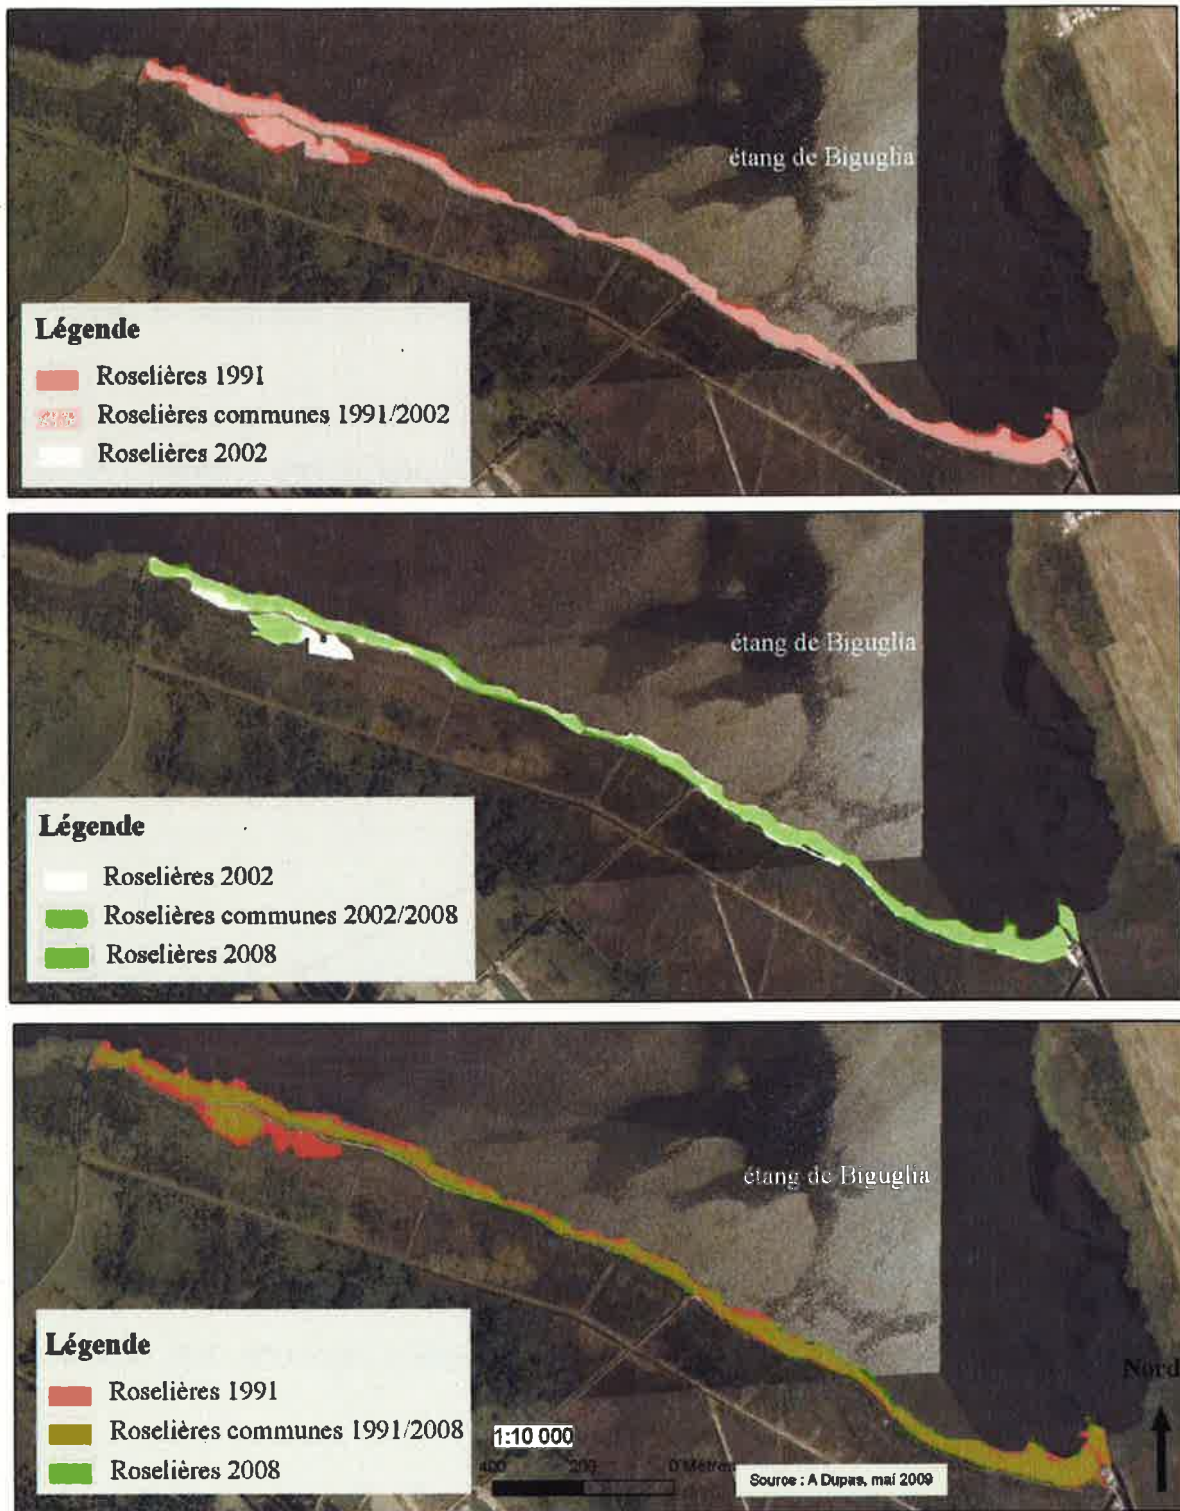 étang de Biguglia
Légende
Roselières 1991
Roselières communes 1991/2002
Roselières 2002
étang de Biguglia
Légende
Roselières 2002
Roselières communes 2002/2008
Roselières 2008
étang de Biguglia
Légende
Roselières 1991
Roselières communes 1991/2008
Roselières 2008
Nord
1:10 000
400 200 0 Mètres
Source : A Dupas, mai 2009